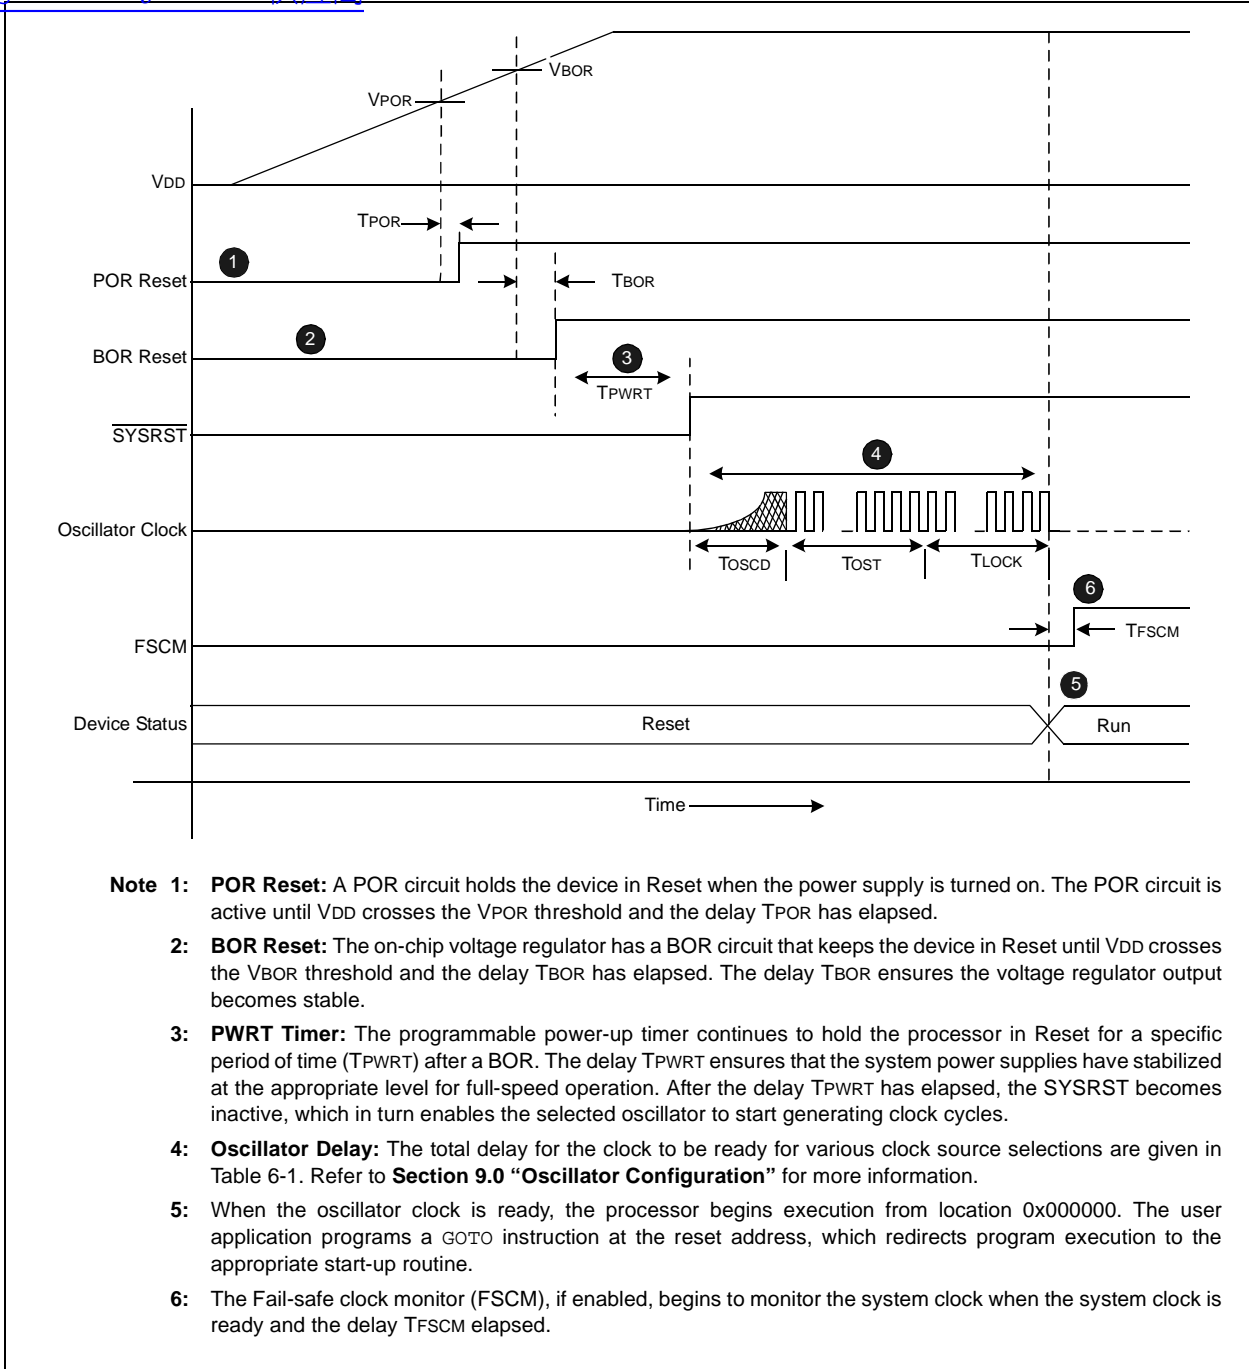 VBOR
VPOR
VDD
TPOR
1
POR Reset
TBOR
2
BOR Reset
3
TPWRT
SYSRST
4
Oscillator Clock
TOSCD TOST TLOCK
6
FSCM
TFSCM
5
Device Status
Reset
Run
Time
Note 1: POR Reset: A POR circuit holds the device in Reset when the power supply is turned on. The POR circuit is
active until VDD crosses the VPOR threshold and the delay TPOR has elapsed.
2: BOR Reset: The on-chip voltage regulator has a BOR circuit that keeps the device in Reset until VDD crosses
the VBOR threshold and the delay TBOR has elapsed. The delay TBOR ensures the voltage regulator output
becomes stable.
3: PWRT Timer: The programmable power-up timer continues to hold the processor in Reset for a specific
period of time (TPWRT) after a BOR. The delay TPWRT ensures that the system power supplies have stabilized
at the appropriate level for full-speed operation. After the delay TPWRT has elapsed, the SYSRST becomes
inactive, which in turn enables the selected oscillator to start generating clock cycles.
4: Oscillator Delay: The total delay for the clock to be ready for various clock source selections are given in
Table 6-1. Refer to Section 9.0 “Oscillator Configuration” for more information.
5: When the oscillator clock is ready, the processor begins execution from location 0x000000. The user
application programs a GOTO instruction at the reset address, which redirects program execution to the
appropriate start-up routine.
6: The Fail-safe clock monitor (FSCM), if enabled, begins to monitor the system clock when the system clock is
ready and the delay TFSCM elapsed.